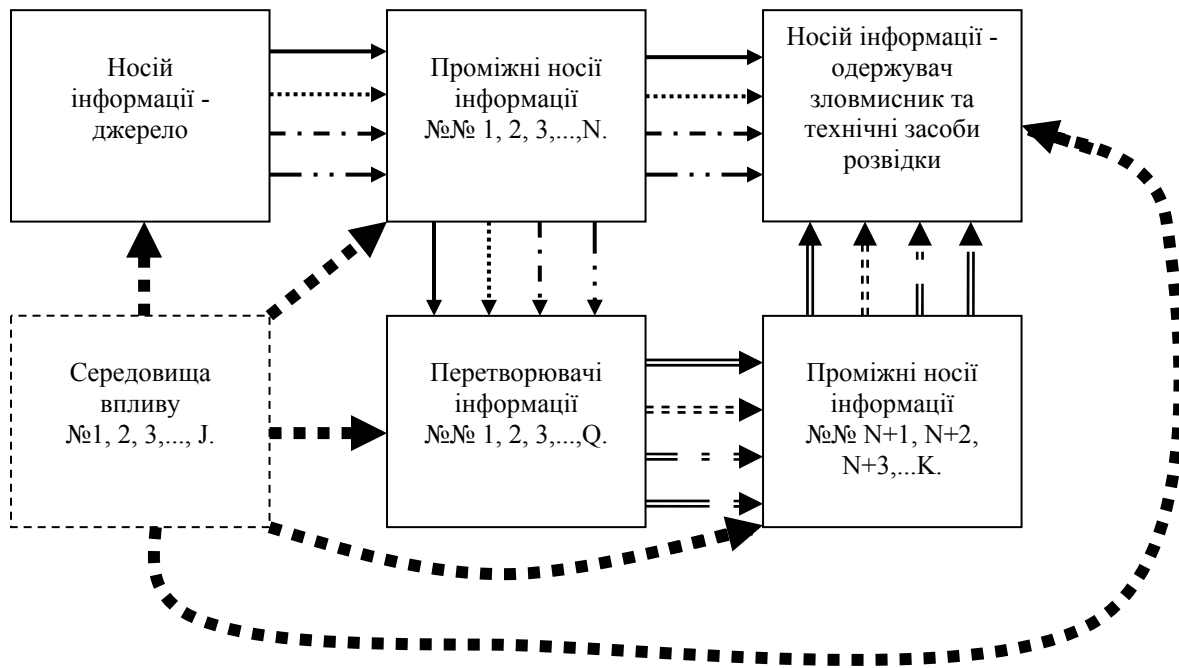 Носій
інформації -
джерело
Проміжні носії
інформації
№№ 1, 2, 3,...,N.
Носій інформації -
одержувач
зловмисник та
технічні засоби
розвідки
Середовища
впливу
№1, 2, 3,..., J.
Перетворювачі
інформації
№№ 1, 2, 3,...,Q.
Проміжні носії
інформації
№№ N+1, N+2,
N+3,...K.